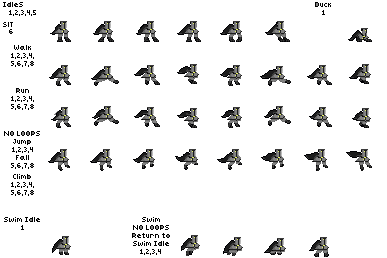 IdleS
1,2,3,4,5
Duck
1
SIT
6
Walk
1,2,3,4,
5,6,7,8
Run
1,2,3,4,
5,6,7,8
NO LOOPS
Jump
1,2,3,4
Fall
5,6,7,8
Climb
1,2,3,4,
5,6,7,8
Swim Idle
1
Swim
NO LOOPS
Return to
Swim Idle
1,2,3,4